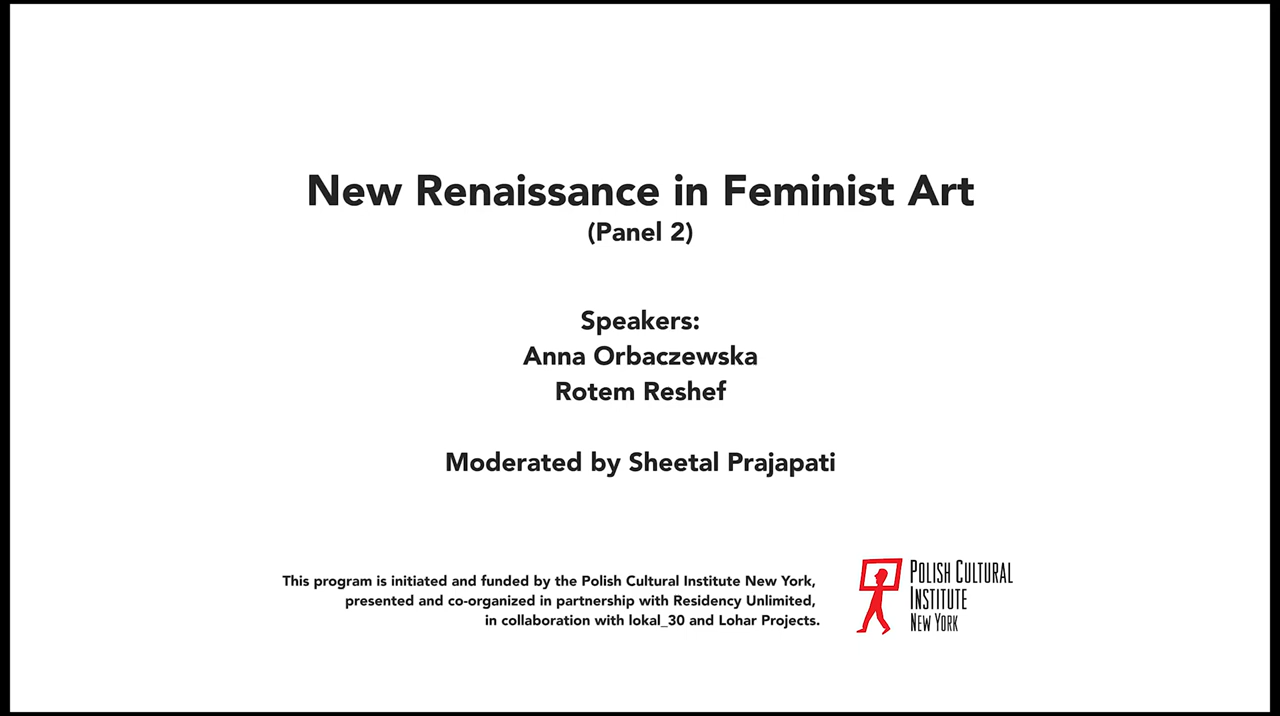 New Renaissance in Feminist Art
(Panel 2)
Speakers:
Anna Orbaczewska
Rotem Reshef
Moderated by Sheetal Prajapati
This program is initiated and funded by the Polish Cultural Institute New York,
presented and co-organized in partnership with Residency Unlimited,
in collaboration with lokal_30 and Lohar Projects.
POLISH CULTURAL
INSTITUTE
NEW YORK